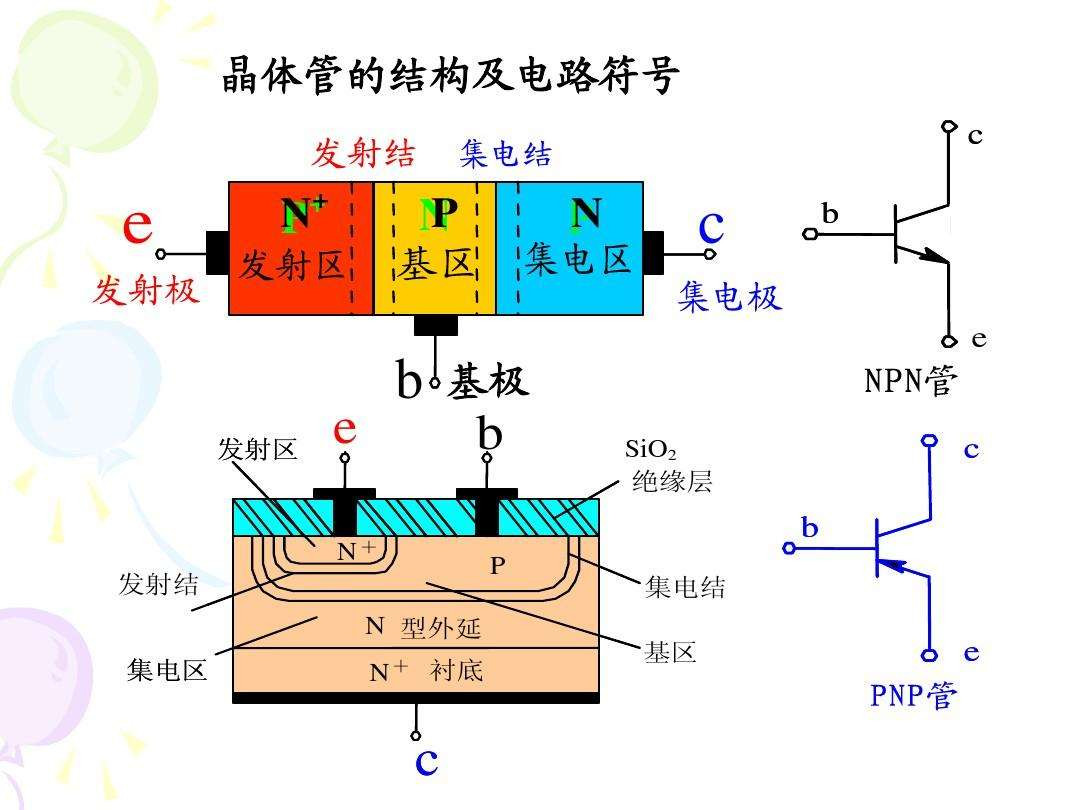 晶体管的结构及电路符号
发射结 集电结
e
N+ P N
c
发射区 基区 集电区
发射极
集电极
b 基极
c
b
e
NPN管
e b
发射区
SiO2
绝缘层
N+
P
发射结
集电结
N 型外延
基区
集电区
N+ 衬底
c
c
b
e
PNP管